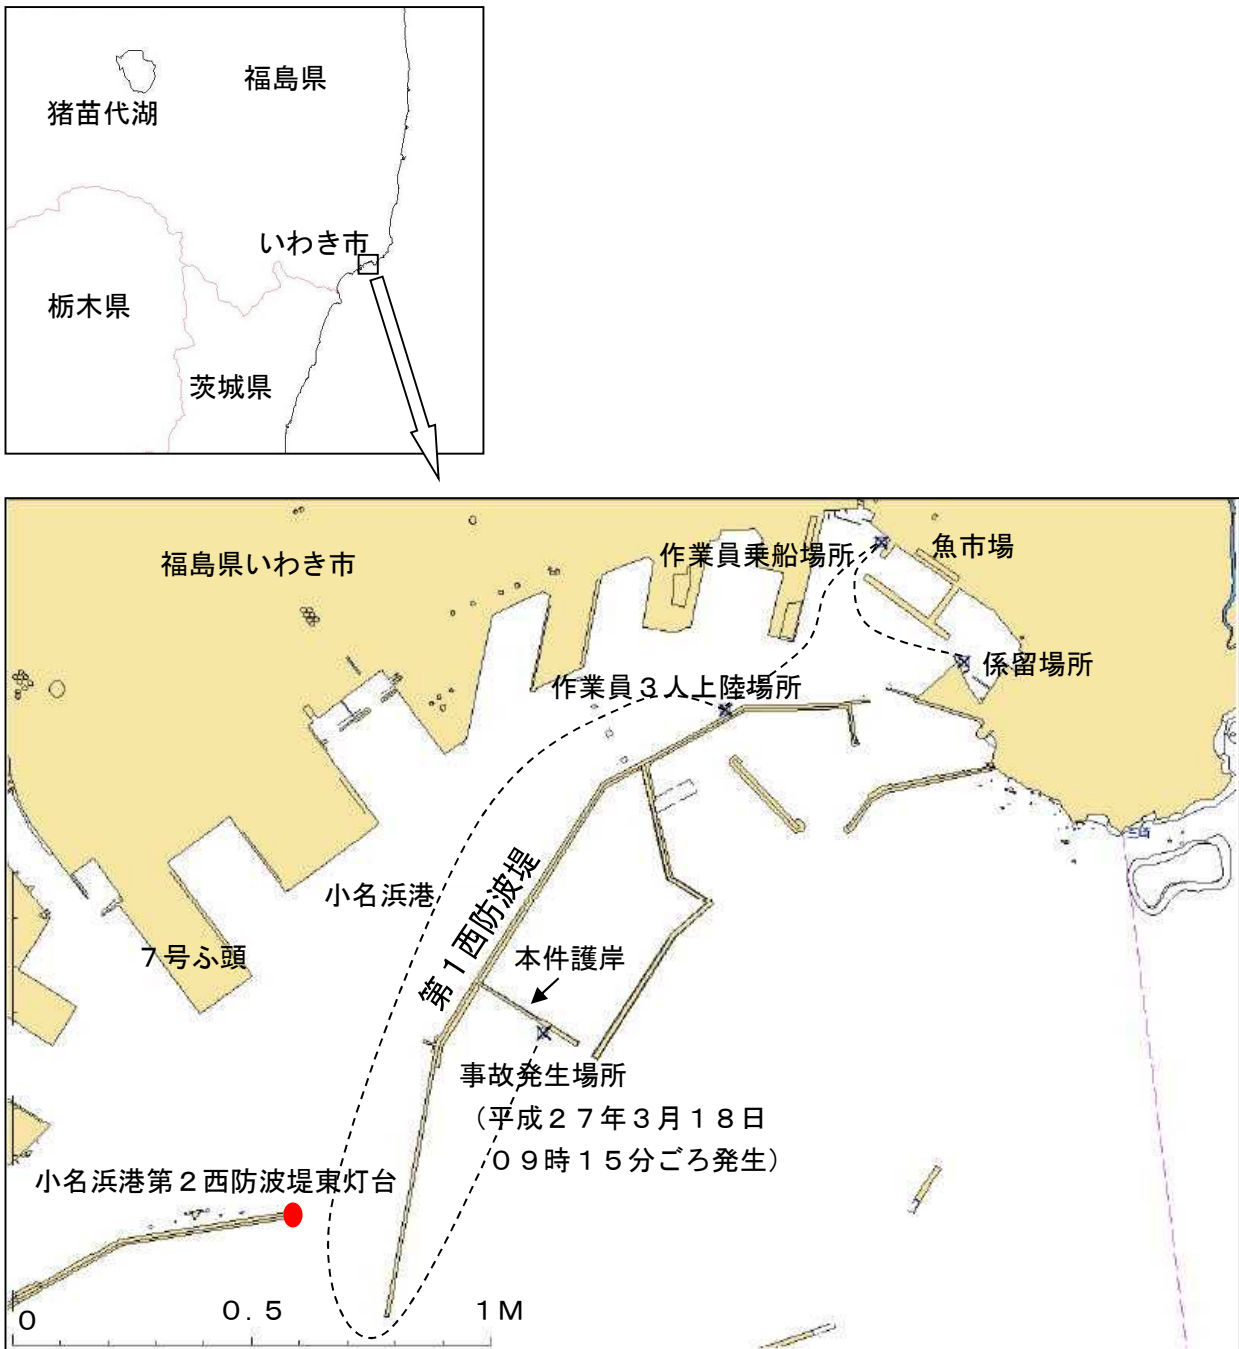 福島県
猪苗代湖
いわき市
栃木県
茨城県
福島県いわき市
作業員乗船場所
魚市場
係留場所
作業員3人上陸場所
三崎
小名浜港
第1西防波堤
7号ふ頭
本件護岸
事故発生場所
(平成27年3月18日
09時15分ごろ発生)
小名浜港第2西防波堤東灯台
0 0.5 1M